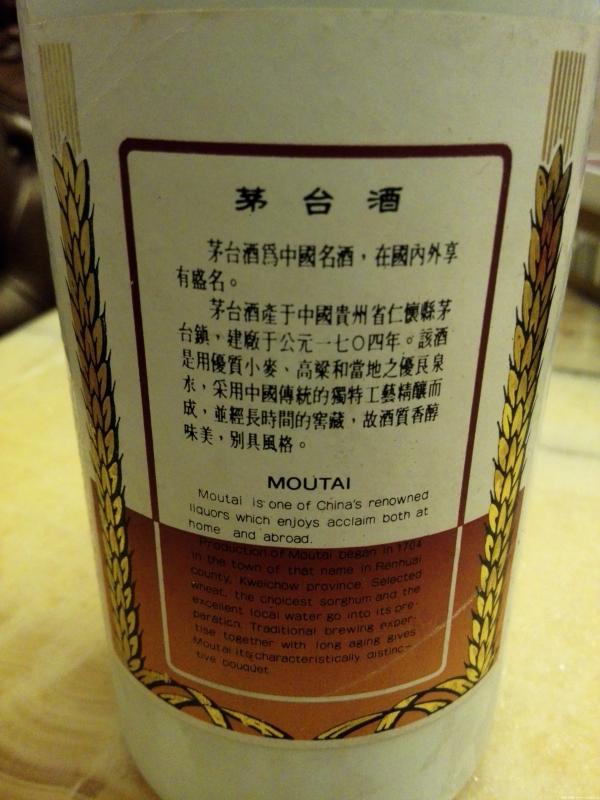 茅台酒
茅台酒爲中國名酒，在國內外享
有盛名。
茅台酒產于中國貴州省仁懷縣茅
台鎮，建廠于公元一七〇四年。該酒
是用優質小麥、高粱和當地之優良泉
水，采用中國傳統的獨特工藝精釀而
成，並經長時間的窖藏，故酒質香醇
味美，別具風格。
MOUTAI
Moutai is one of China's renowned
liquors which enjoys acclaim both at
home and abroad.
Production of Moutai began in 1704
in the town of that name in Renhuai
county, Kweichow province. Selected
wheat, the choicest sorghum and the
excellent local water go into its pre-
paration. Traditional brewing exper-
tise together with long aging gives
Moutai its characteristically distinc-
tive bouquet